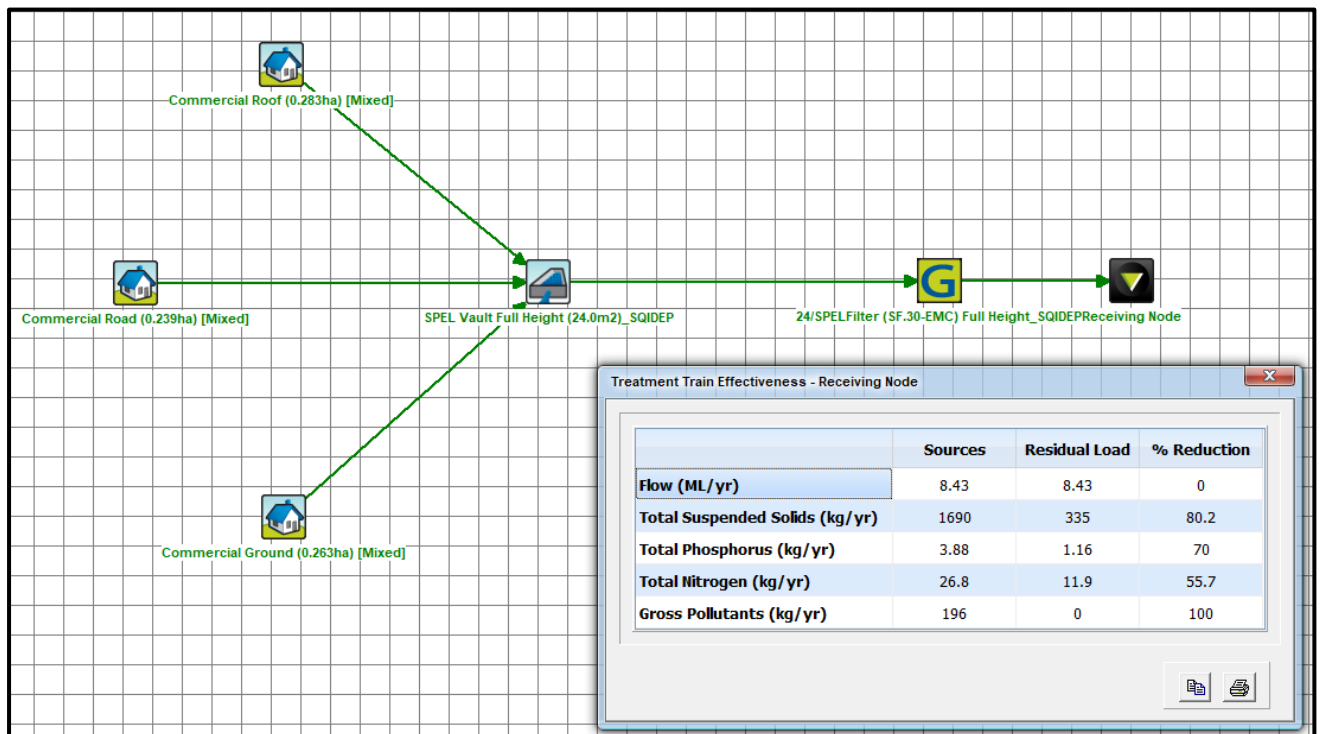 Commercial Roof (0.283ha) [Mixed]
Commercial Road (0.239ha) [Mixed]
SPEL Vault Full Height (24.0m2)_SQIDEP
G
24/SPELFilter (SF.30-EMC) Full Height_SQIDEPReceiving Node
Commercial Ground (0.263ha) [Mixed]
Treatment Train Effectiveness - Receiving Node
Sources Residual Load % Reduction
Flow (ML/yr) 8.43 8.43 0
Total Suspended Solids (kg/yr) 1690 335 80.2
Total Phosphorus (kg/yr) 3.88 1.16 70
Total Nitrogen (kg/yr) 26.8 11.9 55.7
Gross Pollutants (kg/yr) 196 0 100